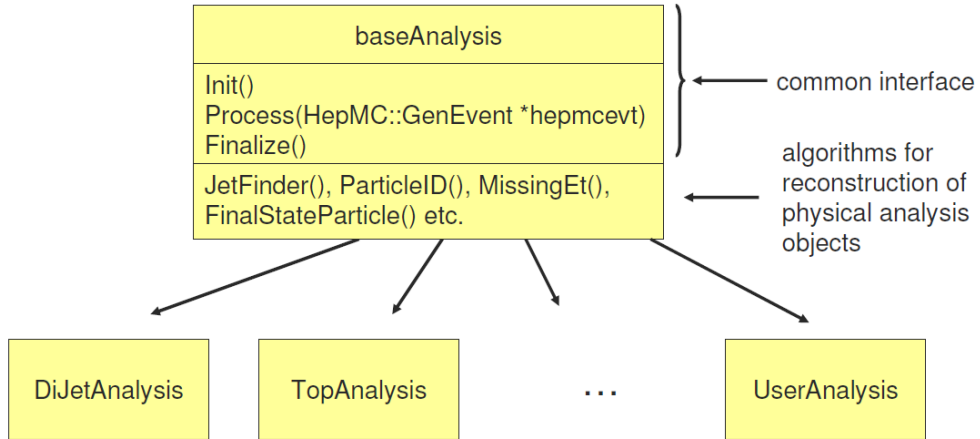 baseAnalysis
Init()
Process(HepMC::GenEvent *hepmcevt)
Finalize()
common interface
JetFinder(), ParticleID(), MissingEt(),
FinalStateParticle() etc.
algorithms for
reconstruction of
physical analysis
objects
DiJetAnalysis
TopAnalysis
...
UserAnalysis